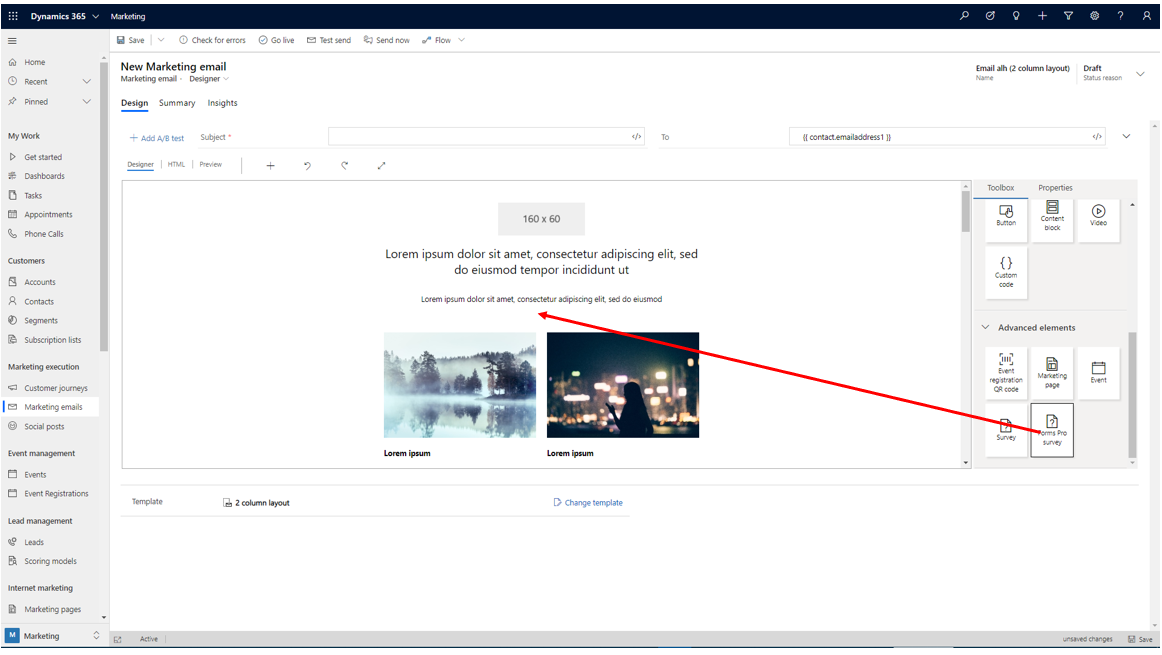 Dynamics 365 Marketing
Save Check for errors Go live Test send Send now Flow
Home
Recent
Pinned
My Work
Get started
Dashboards
Tasks
Appointments
Phone Calls
Customers
Accounts
Contacts
Segments
Subscription lists
Marketing execution
Customer journeys
Marketing emails
Social posts
Event management
Events
Event Registrations
Lead management
Leads
Scoring models
Internet marketing
Marketing pages
M Marketing
New Marketing email
Marketing email · Designer
Email alh (2 column layout)
Name
Draft
Status reason
Design Summary Insights
+ Add A/B test Subject * </> To {{ contact.emailaddress1 }} </>
Designer | HTML | Preview
160 x 60
Lorem ipsum dolor sit amet, consectetur adipiscing elit, sed
do eiusmod tempor incididunt ut
Lorem ipsum dolor sit amet, consectetur adipiscing elit, sed do eiusmod
Lorem ipsum Lorem ipsum
Toolbox Properties
Button
Content
block
Video
{ }
Custom
code
Advanced elements
Event
registration
QR code
Marketing
page
Event
Survey
orms Pro
survey
Template 2 column layout Change template
Active unsaved changes Save